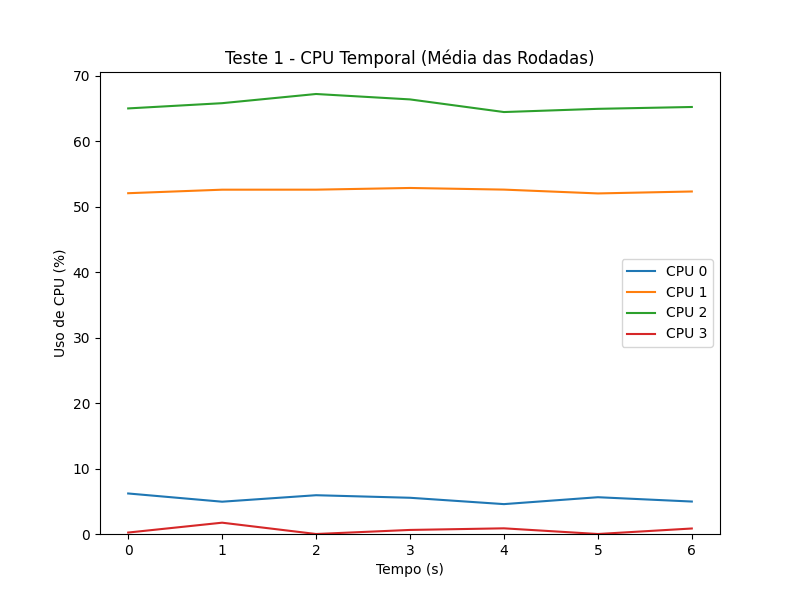 Teste 1 - CPU Temporal (Média das Rodadas)
Uso de CPU (%)
70
60
50
40
30
20
10
0
CPU 0
CPU 1
CPU 2
CPU 3
0 1 2 3 4 5 6
Tempo (s)